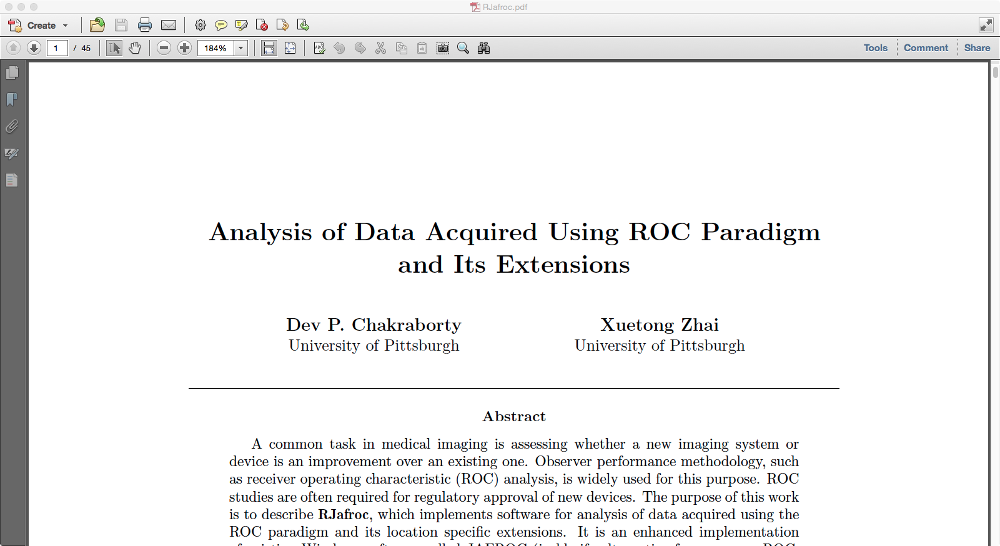 RJafroc.pdf
Create
1 / 45 184% Tools Comment Share
Analysis of Data Acquired Using ROC Paradigm
and Its Extensions
Dev P. Chakraborty Xuetong Zhai
University of Pittsburgh University of Pittsburgh
Abstract
A common task in medical imaging is assessing whether a new imaging system or
device is an improvement over an existing one. Observer performance methodology, such
as receiver operating characteristic (ROC) analysis, is widely used for this purpose. ROC
studies are often required for regulatory approval of new devices. The purpose of this work
is to describe RJafroc, which implements software for analysis of data acquired using the
ROC paradigm and its location specific extensions. It is an enhanced implementation